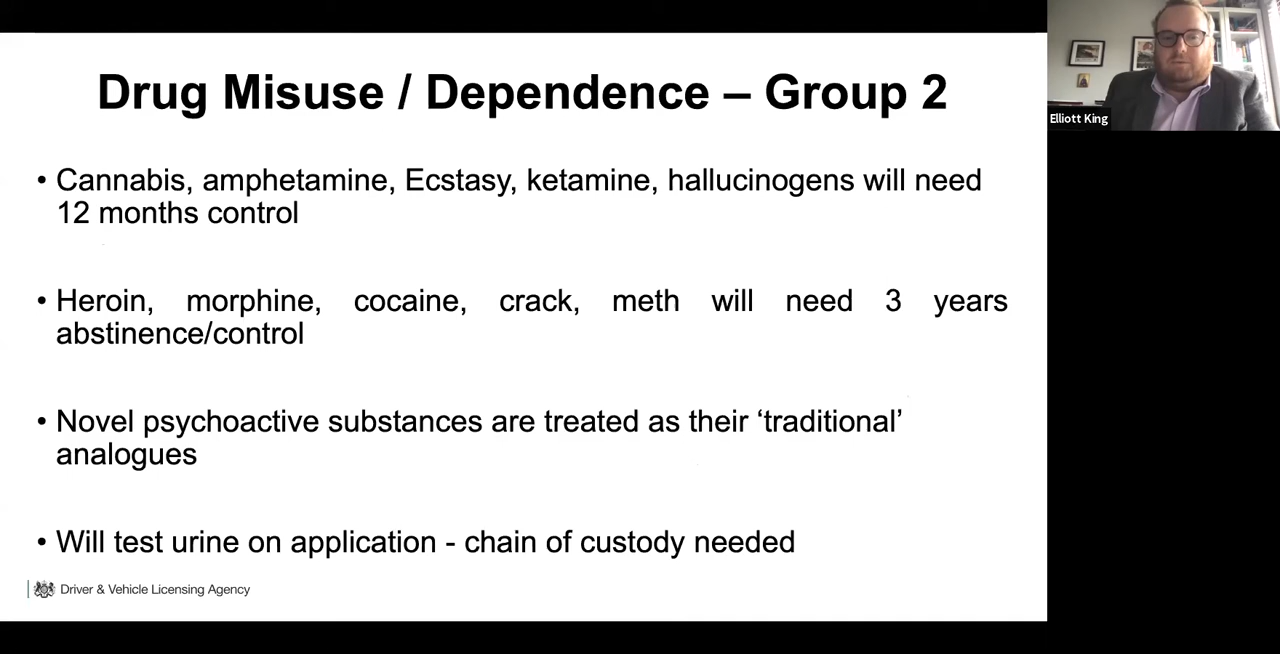 Drug Misuse / Dependence – Group 2
• Cannabis, amphetamine, Ecstasy, ketamine, hallucinogens will need
12 months control
• Heroin, morphine, cocaine, crack, meth will need 3 years
abstinence/control
• Novel psychoactive substances are treated as their ‘traditional’
analogues
• Will test urine on application - chain of custody needed
Driver & Vehicle Licensing Agency
Elliott King